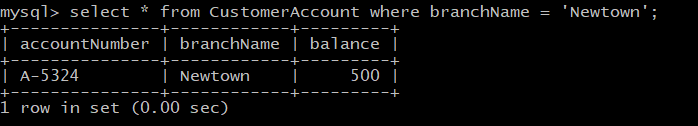 mysql> select * from CustomerAccount where branchName = 'Newtown';
+---------------+------------+---------+
| accountNumber | branchName | balance |
+---------------+------------+---------+
| A-5324        | Newtown    |     500 |
+---------------+------------+---------+
1 row in set (0.00 sec)